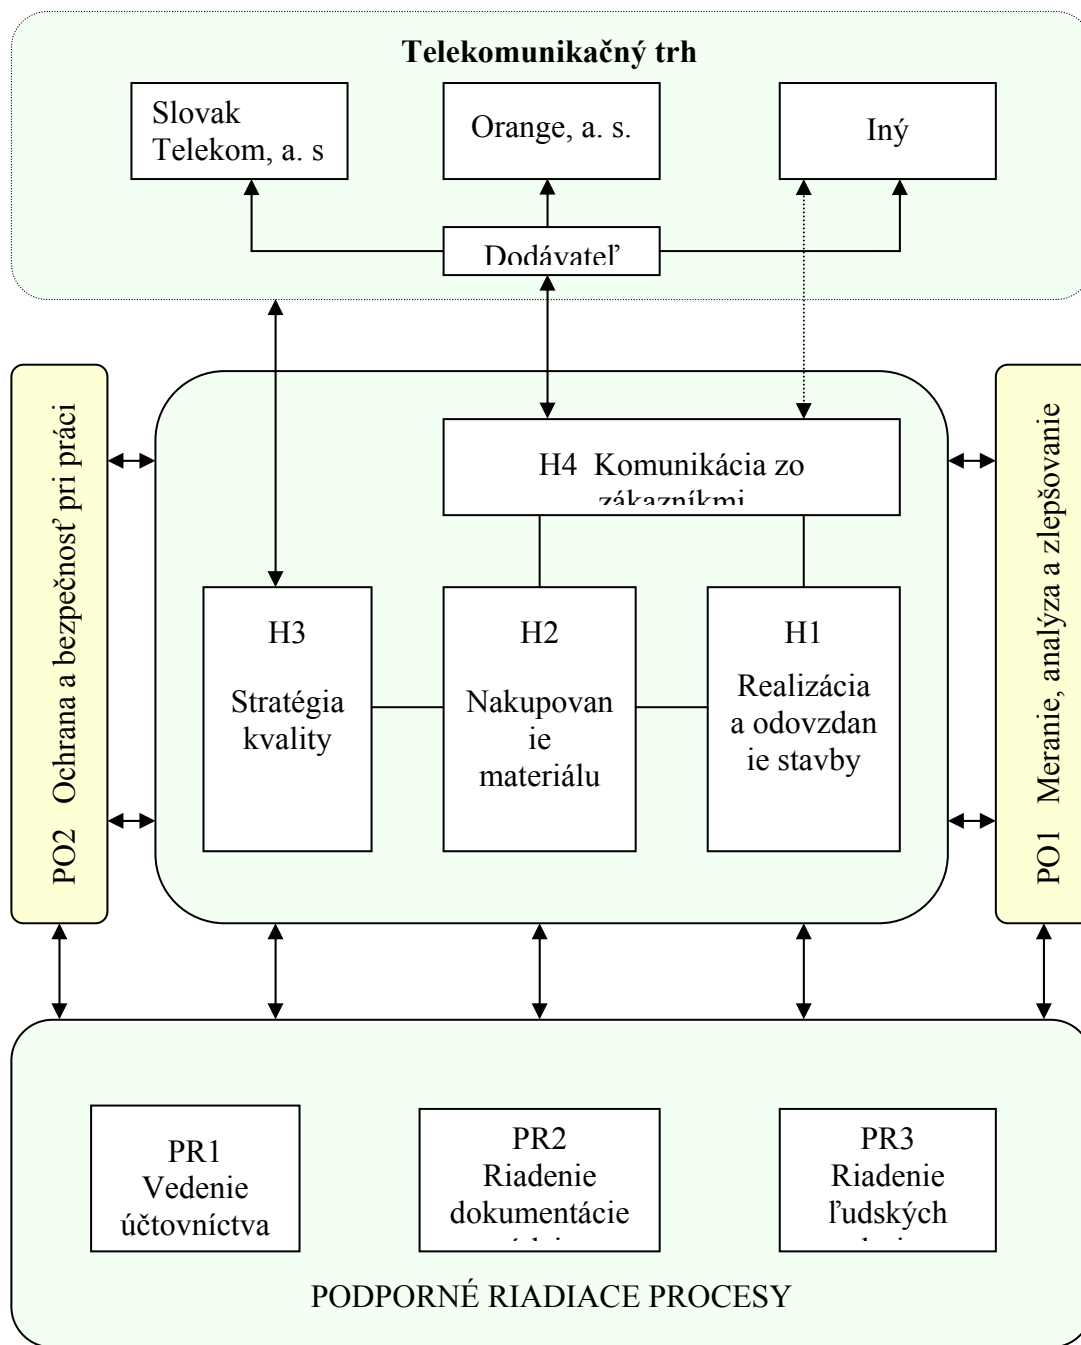 Telekomunikačný trh
Slovak
Telekom, a. s
Orange, a. s.
Iný
Dodávateľ
PO2 Ochrana a bezpečnosť pri práci
H4 Komunikácia zo
zákazníkmi
PO1 Meranie, analýza a zlepšovanie
H3
Stratégia
kvality
H2
Nakupovan
ie
materiálu
H1
Realizácia
a odovzdan
ie stavby
PR1
Vedenie
účtovníctva
PR2
Riadenie
dokumentácie
PR3
Riadenie
ľudských
PODPORNÉ RIADIACE PROCESY